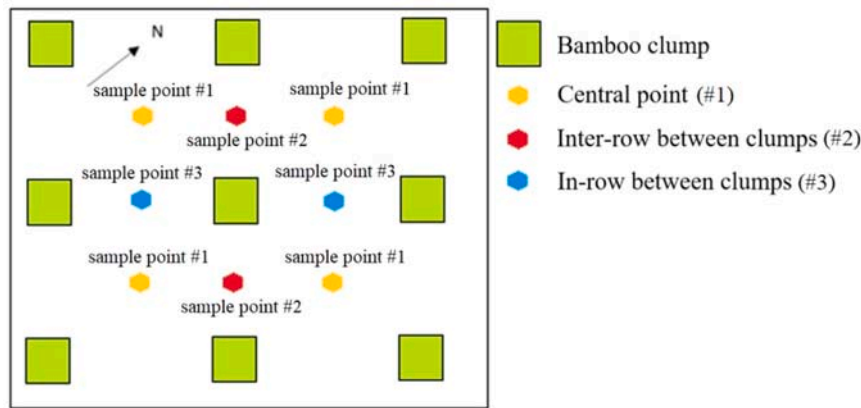 N
sample point #1
sample point #1
sample point #2
sample point #3
sample point #3
sample point #1
sample point #1
sample point #2
Bamboo clump
Central point (#1)
Inter-row between clumps (#2)
In-row between clumps (#3)